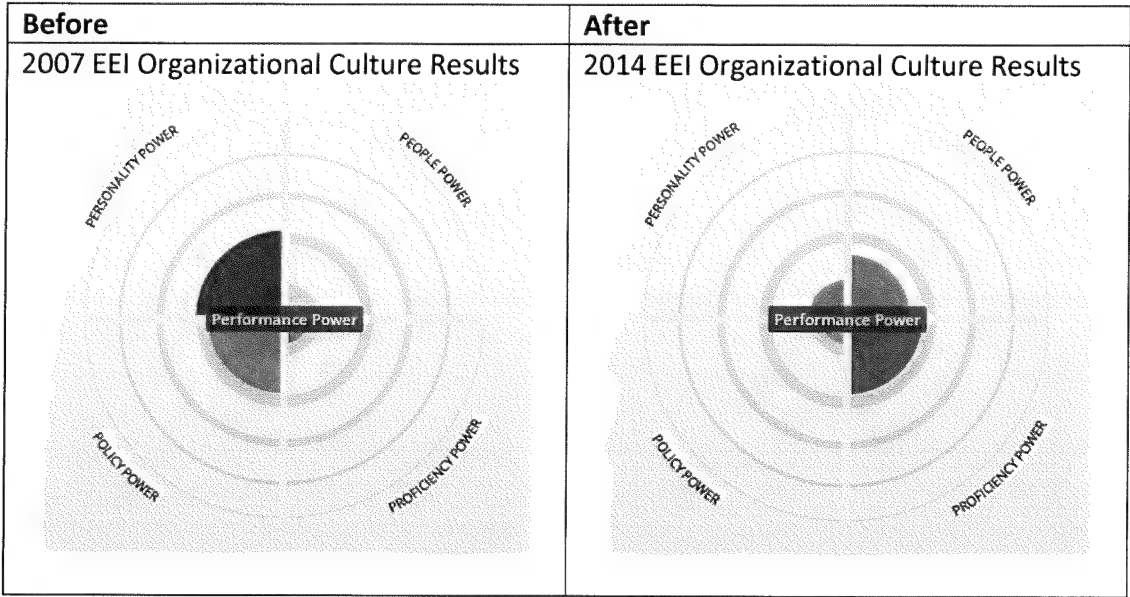 Before
2007 EEI Organizational Culture Results
PERSONALITY POWER
PEOPLE POWER
Performance Power
POLICY POWER
PROFICIENCY POWER
After
2014 EEI Organizational Culture Results
PERSONALITY POWER
PEOPLE POWER
Performance Power
POLICY POWER
PROFICIENCY POWER